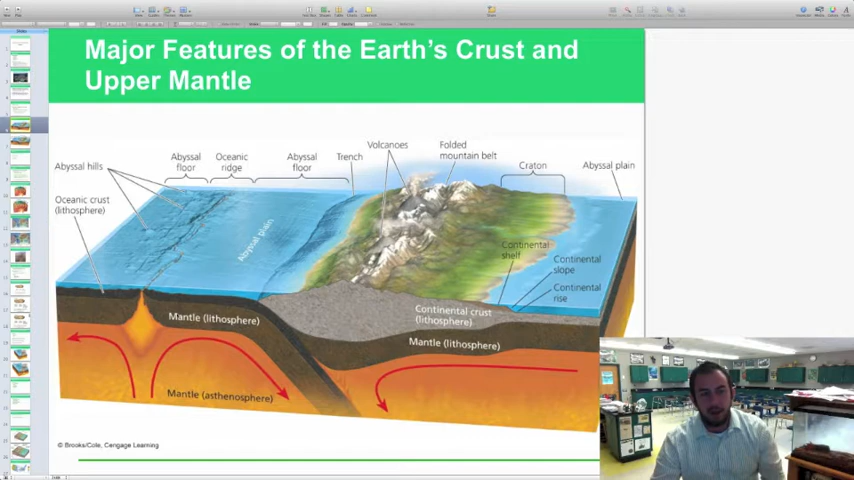 Major Features of the Earth's Crust and
Upper Mantle
Volcanoes
Folded
mountain belt
Abyssal hills
Abyssal
floor
Oceanic
ridge
Abyssal
floor
Trench
Craton
Abyssal plain
Oceanic crust
(lithosphere)
Abyssal plain
Continental
shelf
Continental
slope
Continental
rise
Mantle (lithosphere)
Continental crust
(lithosphere)
Mantle (lithosphere)
Mantle (asthenosphere)
© Brooks/Cole, Cengage Learning